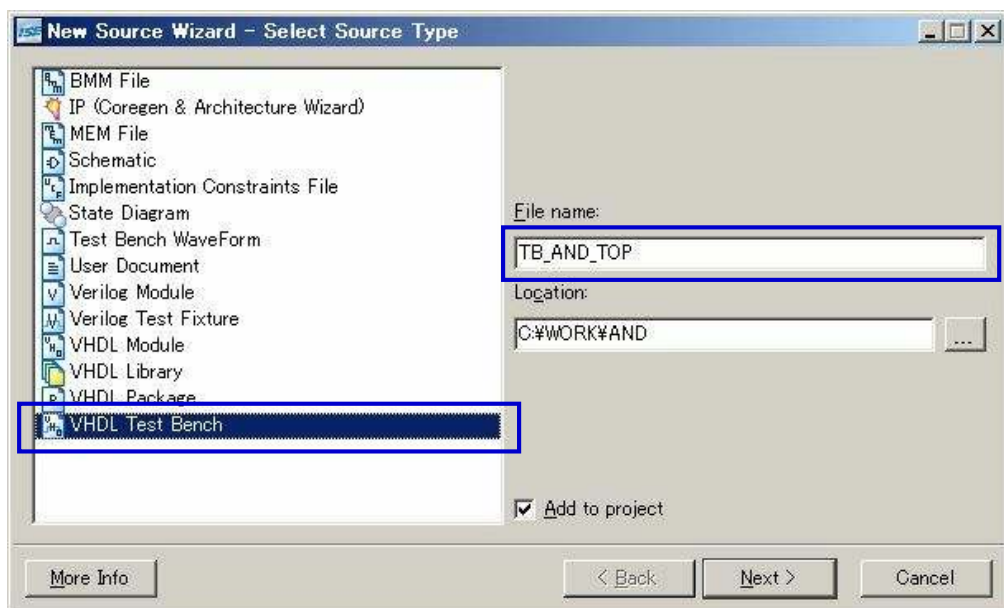 ISE New Source Wizard - Select Source Type
BMM File
IP (Coregen & Architecture Wizard)
MEM File
Schematic
Implementation Constraints File
State Diagram
Test Bench WaveForm
User Document
Verilog Module
Verilog Test Fixture
VHDL Module
VHDL Library
VHDL Package
VHDL Test Bench
File name:
TB_AND_TOP
Location:
C:¥WORK¥AND
...
Add to project
More Info
< Back
Next >
Cancel